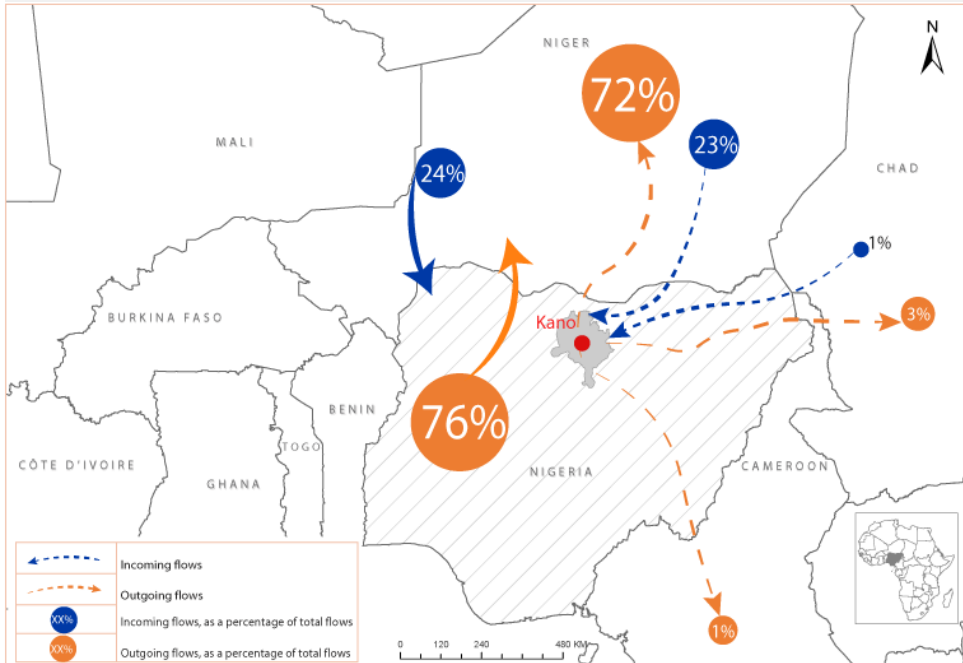 N
NIGER
72%
MALI
24%
23%
CHAD
1%
BURKINA FASO
Kano
3%
BENIN
76%
TOGO
CÔTE D'IVOIRE
GHANA
NIGERIA
CAMEROON
Incoming flows
Outgoing flows
XX%
Incoming flows, as a percentage of total flows
XX%
Outgoing flows, as a percentage of total flows
0 120 240 480 KM
1%